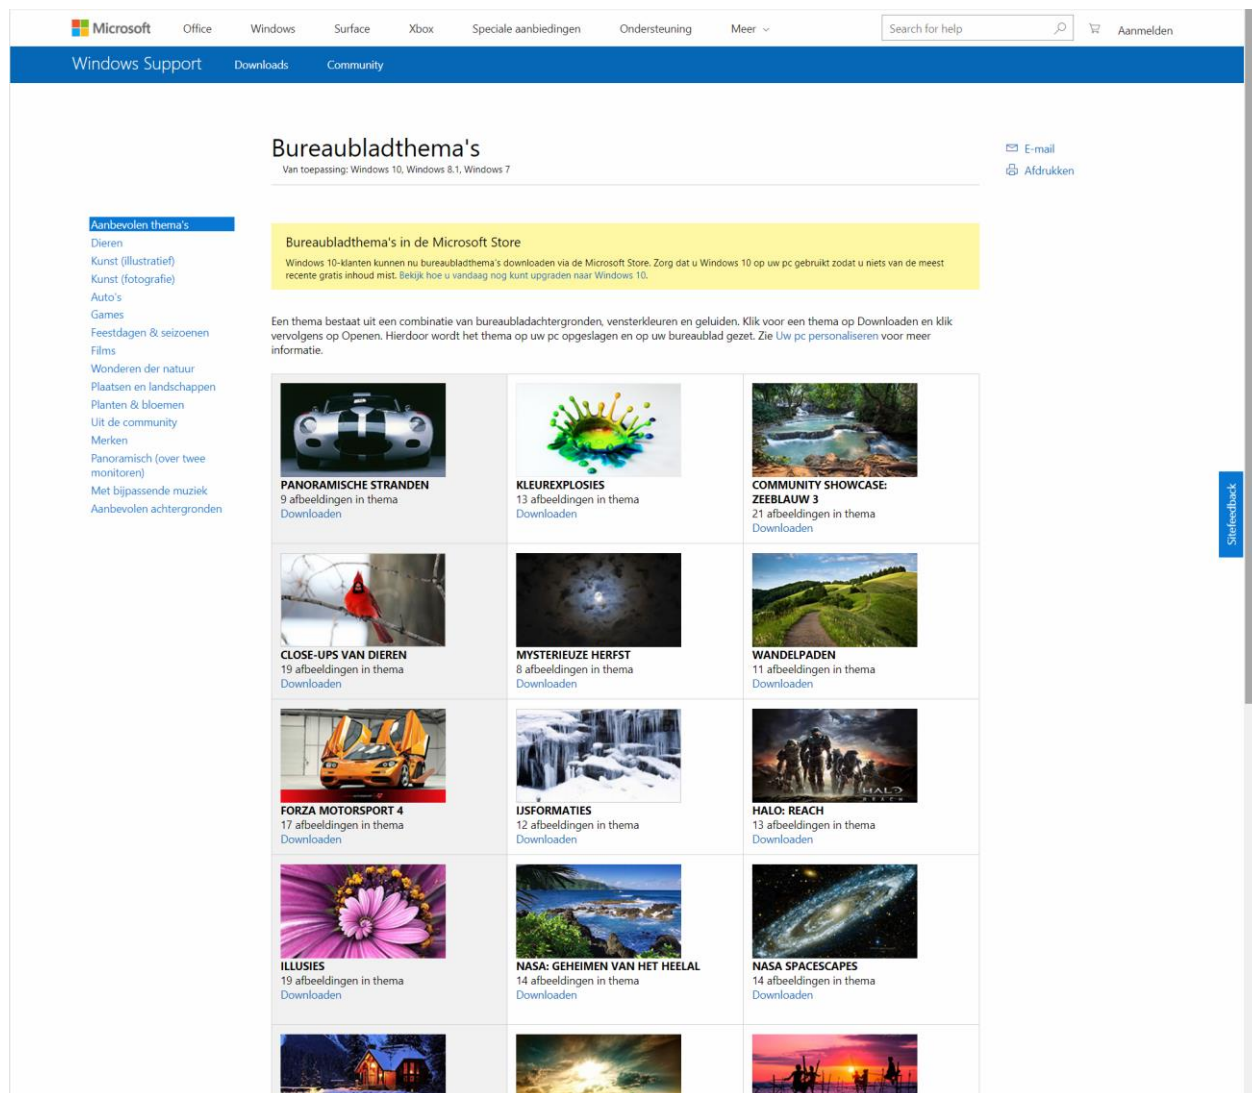 Microsoft Office Windows Surface Xbox Speciale aanbiedingen Ondersteuning Meer Search for help Aanmelden
Windows Support Downloads Community
Bureaubladthema's
Van toepassing: Windows 10, Windows 8.1, Windows 7
E-mail
Afdrukken
Aanbevolen thema's
Dieren
Kunst (illustratief)
Kunst (fotografie)
Auto's
Games
Feestdagen & seizoenen
Films
Wonderen der natuur
Plaatsen en landschappen
Planten & bloemen
Uit de community
Merken
Panoramisch (over twee
monitoren)
Met bijpassende muziek
Aanbevolen achtergronden
Bureaubladthema's in de Microsoft Store
Windows 10-klanten kunnen nu bureaubladthema's downloaden via de Microsoft Store. Zorg dat u Windows 10 op uw pc gebruikt zodat u niets van de meest
recente gratis inhoud mist. Bekijk hoe u vandaag nog kunt upgraden naar Windows 10.
Een thema bestaat uit een combinatie van bureaubladachtergronden, vensterkleuren en geluiden. Klik voor een thema op Downloaden en klik
vervolgens op Openen. Hierdoor wordt het thema op uw pc opgeslagen en op uw bureaublad gezet. Zie Uw pc personaliseren voor meer
informatie.
PANORAMISCHE STRANDEN
9 afbeeldingen in thema
Downloaden
KLEUREXPLOSIES
13 afbeeldingen in thema
Downloaden
COMMUNITY SHOWCASE:
ZEEBLAUW 3
21 afbeeldingen in thema
Downloaden
CLOSE-UPS VAN DIEREN
19 afbeeldingen in thema
Downloaden
MYSTERIEUZE HERFST
8 afbeeldingen in thema
Downloaden
WANDELPADEN
11 afbeeldingen in thema
Downloaden
FORZA MOTORSPORT 4
17 afbeeldingen in thema
Downloaden
IJSFORMATIES
12 afbeeldingen in thema
Downloaden
HALO
REACH
HALO: REACH
13 afbeeldingen in thema
Downloaden
ILLUSIES
19 afbeeldingen in thema
Downloaden
NASA: GEHEIMEN VAN HET HEELAL
14 afbeeldingen in thema
Downloaden
NASA SPACESCAPES
14 afbeeldingen in thema
Downloaden
Sitefeedback